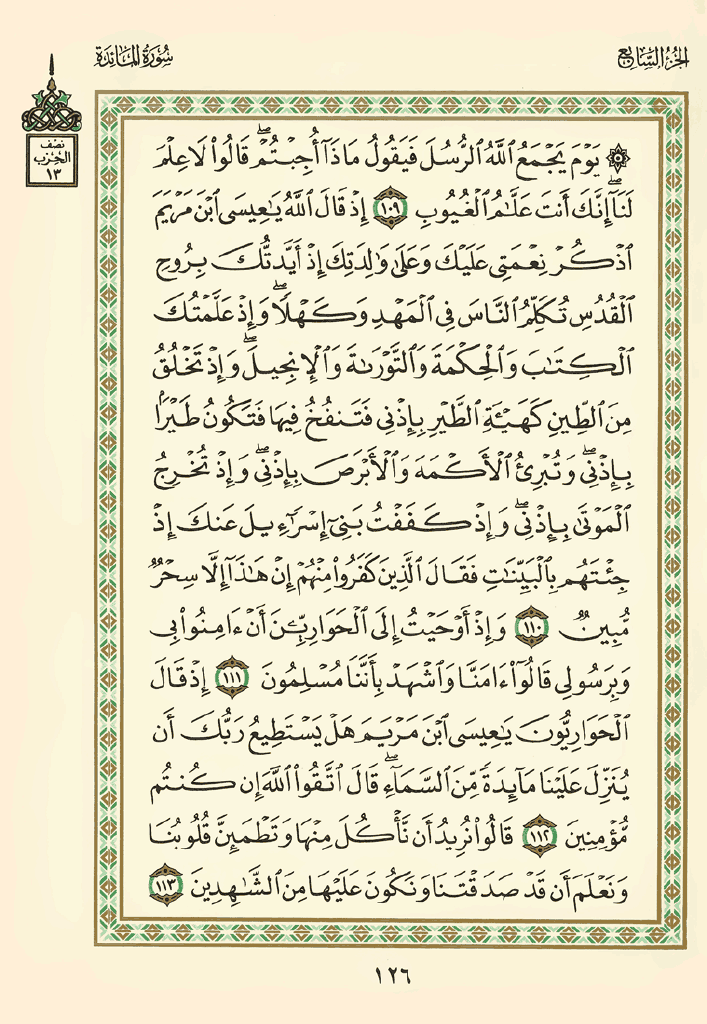 الجزء السابع
سورة المائدة
نصف
الحزب
١٣
۞ يَوْمَ يَجْمَعُ ٱللَّهُ ٱلرُّسُلَ فَيَقُولُ مَاذَآ أُجِبْتُمْۖ قَالُوا۟ لَا عِلْمَ
لَنَآۖ إِنَّكَ أَنتَ عَلَّـٰمُ ٱلْغُيُوبِ ١٠٩ إِذْ قَالَ ٱللَّهُ يَـٰعِيسَى ٱبْنَ مَرْيَمَ
ٱذْكُرْ نِعْمَتِى عَلَيْكَ وَعَلَىٰ وَٰلِدَتِكَ إِذْ أَيَّدتُّكَ بِرُوحِ
ٱلْقُدُسِ تُكَلِّمُ ٱلنَّاسَ فِى ٱلْمَهْدِ وَكَهْلًاۖ وَإِذْ عَلَّمْتُكَ
ٱلْكِتَـٰبَ وَٱلْحِكْمَةَ وَٱلتَّوْرَىٰةَ وَٱلْإِنجِيلَۖ وَإِذْ تَخْلُقُ
مِنَ ٱلطِّينِ كَهَيْـَٔةِ ٱلطَّيْرِ بِإِذْنِى فَتَنفُخُ فِيهَا فَتَكُونُ طَيْرًۢا
بِإِذْنِىۖ وَتُبْرِئُ ٱلْأَكْمَهَ وَٱلْأَبْرَصَ بِإِذْنِىۖ وَإِذْ تُخْرِجُ
ٱلْمَوْتَىٰ بِإِذْنِىۖ وَإِذْ كَفَفْتُ بَنِىٓ إِسْرَٰٓءِيلَ عَنكَ إِذْ
جِئْتَهُم بِٱلْبَيِّنَـٰتِ فَقَالَ ٱلَّذِينَ كَفَرُوا۟ مِنْهُمْ إِنْ هَـٰذَآ إِلَّا سِحْرٌ
مُّبِينٌ ١١٠ وَإِذْ أَوْحَيْتُ إِلَى ٱلْحَوَارِيِّـۧنَ أَنْ ءَامِنُوا۟ بِى
وَبِرَسُولِى قَالُوٓا۟ ءَامَنَّا وَٱشْهَدْ بِأَنَّنَا مُسْلِمُونَ ١١١ إِذْ قَالَ
ٱلْحَوَارِيُّونَ يَـٰعِيسَى ٱبْنَ مَرْيَمَ هَلْ يَسْتَطِيعُ رَبُّكَ أَن
يُنَزِّلَ عَلَيْنَا مَآئِدَةً مِّنَ ٱلسَّمَآءِۖ قَالَ ٱتَّقُوا۟ ٱللَّهَ إِن كُنتُم
مُّؤْمِنِينَ ١١٢ قَالُوا۟ نُرِيدُ أَن نَّأْكُلَ مِنْهَا وَتَطْمَئِنَّ قُلُوبُنَا
وَنَعْلَمَ أَن قَدْ صَدَقْتَنَا وَنَكُونَ عَلَيْهَا مِنَ ٱلشَّـٰهِدِينَ ١١٣
١٢٦